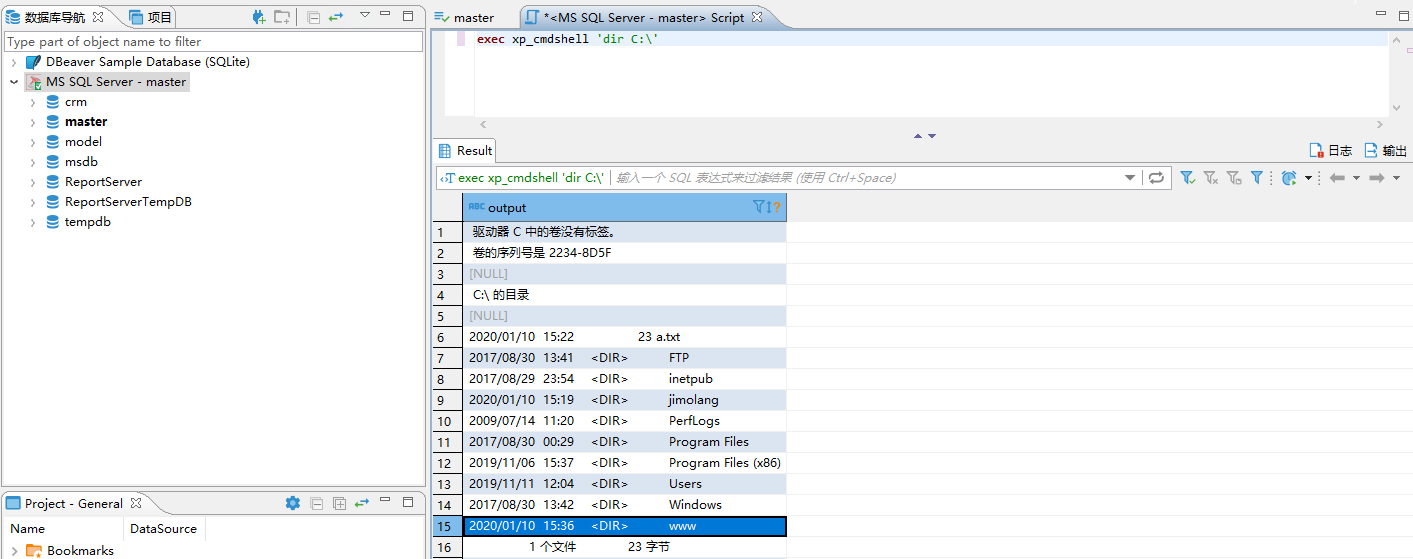 数据库导航
项目
Type part of object name to filter
DBeaver Sample Database (SQLite)
MS SQL Server - master
crm
master
model
msdb
ReportServer
ReportServerTempDB
tempdb
Project - General
Name DataSource
Bookmarks
master
*<MS SQL Server - master> Script
exec xp_cmdshell 'dir C:\'
Result
日志
输出
exec xp_cmdshell 'dir C:\' 输入一个 SQL 表达式来过滤结果 (使用 Ctrl+Space)
ABC output
1 驱动器 C 中的卷没有标签。
2 卷的序列号是 2234-8D5F
3 [NULL]
4 C:\ 的目录
5 [NULL]
6 2020/01/10 15:22 23 a.txt
7 2017/08/30 13:41 <DIR> FTP
8 2017/08/29 23:54 <DIR> inetpub
9 2020/01/10 15:19 <DIR> jimolang
10 2009/07/14 11:20 <DIR> PerfLogs
11 2017/08/30 00:29 <DIR> Program Files
12 2019/11/06 15:37 <DIR> Program Files (x86)
13 2019/11/11 12:04 <DIR> Users
14 2017/08/30 13:42 <DIR> Windows
15 2020/01/10 15:36 <DIR> www
16 1 个文件 23 字节